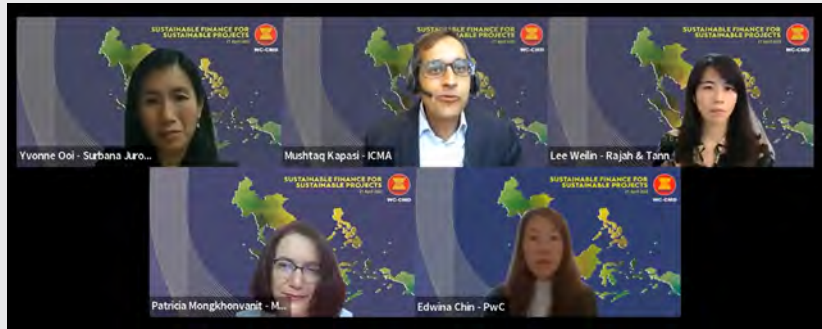 SUSTAINABLE FINANCE FOR
SUSTAINABLE PROJECTS
WC-CMD
Yvonne Ooi - Surbana Juro...
SUSTAINABLE FINANCE FOR
SUSTAINABLE PROJECTS
WC-CMD
Mushtaq Kapasi - ICMA
SUSTAINABLE FINANCE FOR
SUSTAINABLE PROJECTS
WC-CMD
Lee Weilin - Rajah & Tann
SUSTAINABLE FINANCE FOR
SUSTAINABLE PROJECTS
WC-CMD
Patricia Mongkhonvanit - M...
SUSTAINABLE FINANCE FOR
SUSTAINABLE PROJECTS
WC-CMD
Edwina Chin - PwC